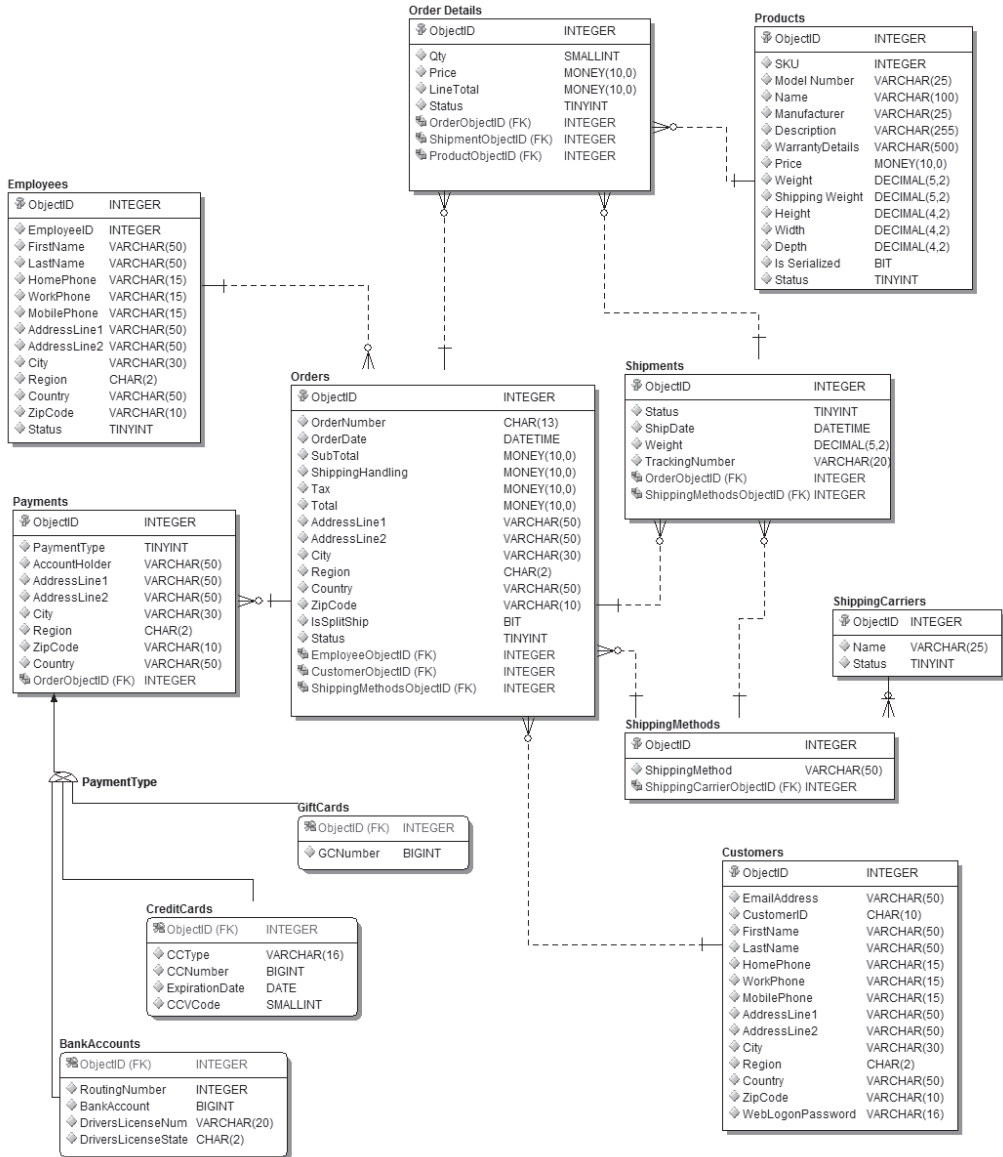 Order Details
ObjectID INTEGER
Qty SMALLINT
Price MONEY(10,0)
LineTotal MONEY(10,0)
Status TINYINT
OrderObjectID (FK) INTEGER
ShipmentObjectID (FK) INTEGER
ProductObjectID (FK) INTEGER
Products
ObjectID INTEGER
SKU INTEGER
Model Number VARCHAR(25)
Name VARCHAR(100)
Manufacturer VARCHAR(25)
Description VARCHAR(255)
WarrantyDetails VARCHAR(500)
Price MONEY(10,0)
Weight DECIMAL(5,2)
Shipping Weight DECIMAL(5,2)
Height DECIMAL(4,2)
Width DECIMAL(4,2)
Depth DECIMAL(4,2)
Is Serialized BIT
Status TINYINT
Employees
ObjectID INTEGER
EmployeeID INTEGER
FirstName VARCHAR(50)
LastName VARCHAR(50)
HomePhone VARCHAR(15)
WorkPhone VARCHAR(15)
MobilePhone VARCHAR(15)
AddressLine1 VARCHAR(50)
AddressLine2 VARCHAR(50)
City VARCHAR(30)
Region CHAR(2)
Country VARCHAR(50)
ZipCode VARCHAR(10)
Status TINYINT
Orders
ObjectID INTEGER
OrderNumber CHAR(13)
OrderDate DATETIME
SubTotal MONEY(10,0)
ShippingHandling MONEY(10,0)
Tax MONEY(10,0)
Total MONEY(10,0)
AddressLine1 VARCHAR(50)
AddressLine2 VARCHAR(50)
City VARCHAR(30)
Region CHAR(2)
Country VARCHAR(50)
ZipCode VARCHAR(10)
IsSplitShip BIT
Status TINYINT
EmployeeObjectID (FK) INTEGER
CustomerObjectID (FK) INTEGER
ShippingMethodsObjectID (FK) INTEGER
Shipments
ObjectID INTEGER
Status TINYINT
ShipDate DATETIME
Weight DECIMAL(5,2)
TrackingNumber VARCHAR(20)
OrderObjectID (FK) INTEGER
ShippingMethodsObjectID (FK) INTEGER
Payments
ObjectID INTEGER
PaymentType TINYINT
AccountHolder VARCHAR(50)
AddressLine1 VARCHAR(50)
AddressLine2 VARCHAR(50)
City VARCHAR(30)
Region CHAR(2)
ZipCode VARCHAR(10)
Country VARCHAR(50)
OrderObjectID (FK) INTEGER
ShippingCarriers
ObjectID INTEGER
Name VARCHAR(25)
Status TINYINT
ShippingMethods
ObjectID INTEGER
ShippingMethod VARCHAR(50)
ShippingCarrierObjectID (FK) INTEGER
PaymentType
GiftCards
ObjectID (FK) INTEGER
GCNumber BIGINT
CreditCards
ObjectID (FK) INTEGER
CCType VARCHAR(16)
CCNumber BIGINT
ExpirationDate DATE
CCVCode SMALLINT
BankAccounts
ObjectID (FK) INTEGER
RoutingNumber INTEGER
BankAccount BIGINT
DriversLicenseNum VARCHAR(20)
DriversLicenseState CHAR(2)
Customers
ObjectID INTEGER
EmailAddress VARCHAR(50)
CustomerID CHAR(10)
FirstName VARCHAR(50)
LastName VARCHAR(50)
HomePhone VARCHAR(15)
WorkPhone VARCHAR(15)
MobilePhone VARCHAR(15)
AddressLine1 VARCHAR(50)
AddressLine2 VARCHAR(50)
City VARCHAR(30)
Region CHAR(2)
Country VARCHAR(50)
ZipCode VARCHAR(10)
WebLogonPassword VARCHAR(16)